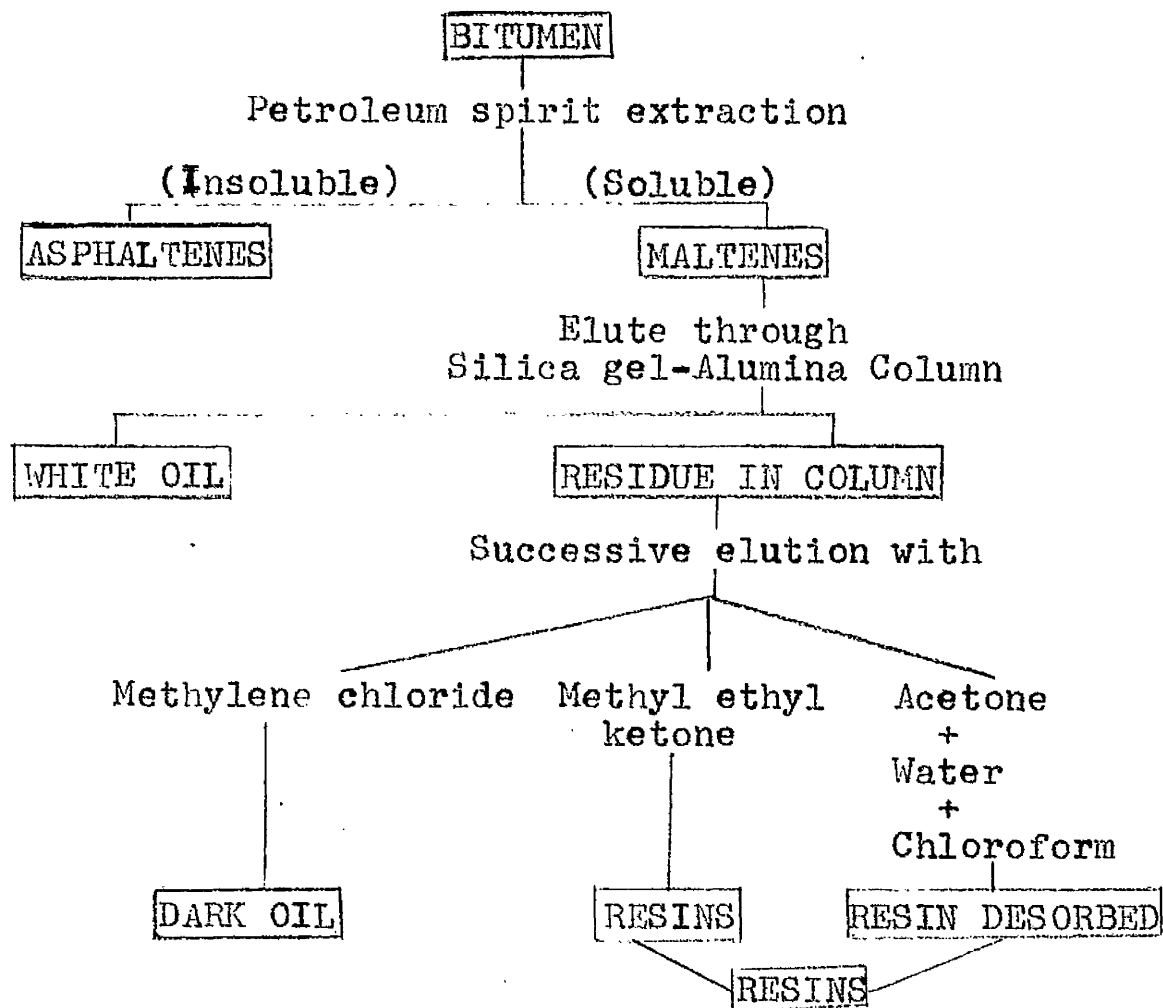 BITUMEN
Petroleum spirit extraction
(Insoluble) (Soluble)
ASPHALTENES MALTENES
Elute through
Silica gel-Alumina Column
WHITE OIL RESIDUE IN COLUMN
Successive elution with
Methylene chloride Methyl ethyl Acetone
ketone +
Water
+
Chloroform
DARK OIL RESINS RESIN DESORBED
RESINS